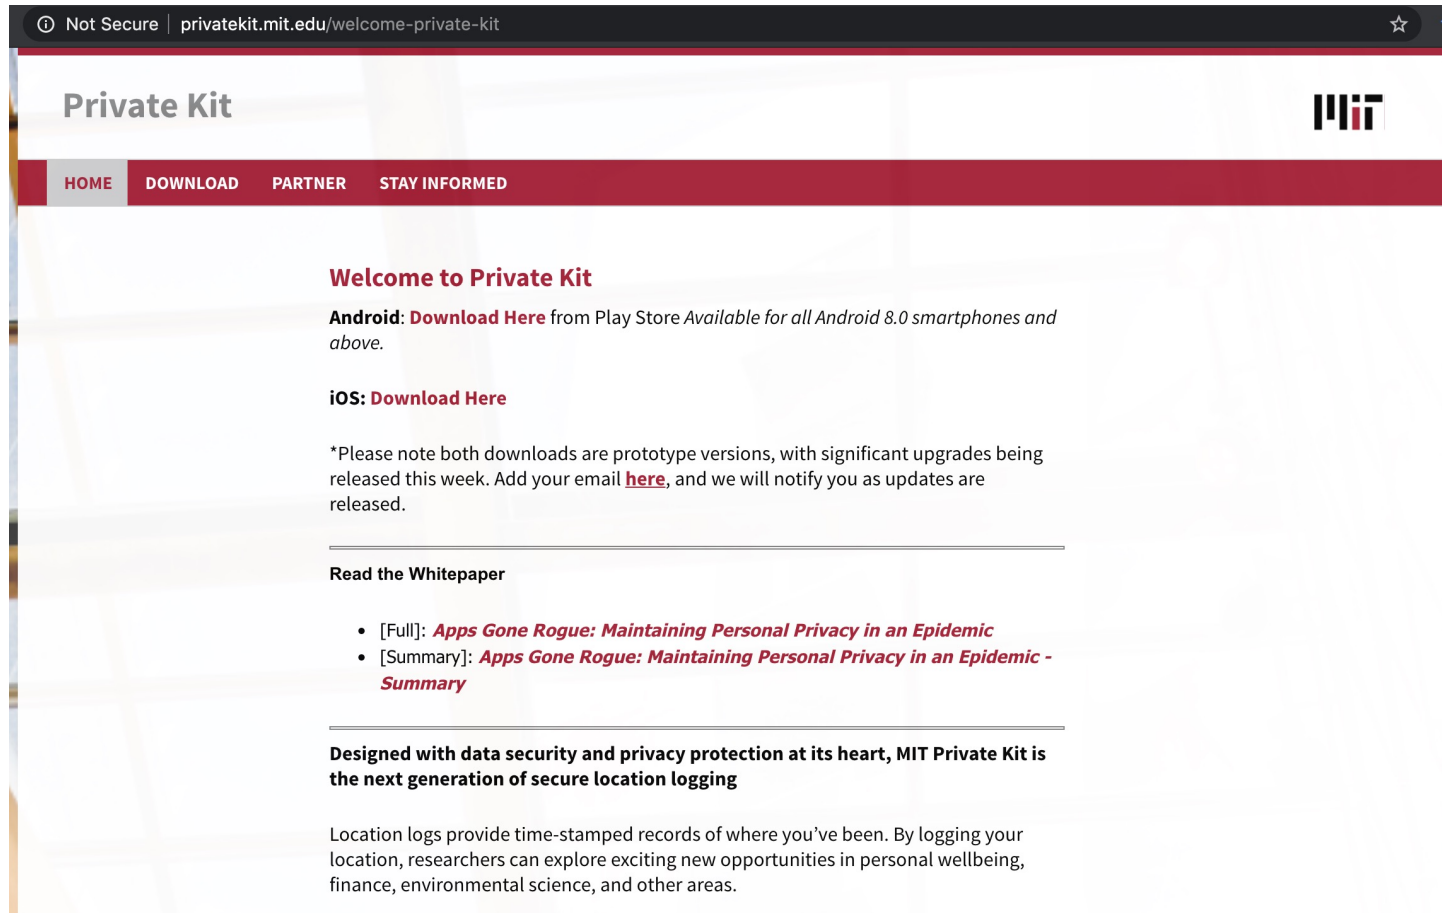 Not Secure | privatekit.mit.edu/welcome-private-kit
Private Kit
MIT
HOME DOWNLOAD PARTNER STAY INFORMED
Welcome to Private Kit
Android: Download Here from Play Store Available for all Android 8.0 smartphones and
above.
iOS: Download Here
*Please note both downloads are prototype versions, with significant upgrades being
released this week. Add your email here, and we will notify you as updates are
released.
Read the Whitepaper
• [Full]: Apps Gone Rogue: Maintaining Personal Privacy in an Epidemic
• [Summary]: Apps Gone Rogue: Maintaining Personal Privacy in an Epidemic -
Summary
Designed with data security and privacy protection at its heart, MIT Private Kit is
the next generation of secure location logging
Location logs provide time-stamped records of where you’ve been. By logging your
location, researchers can explore exciting new opportunities in personal wellbeing,
finance, environmental science, and other areas.